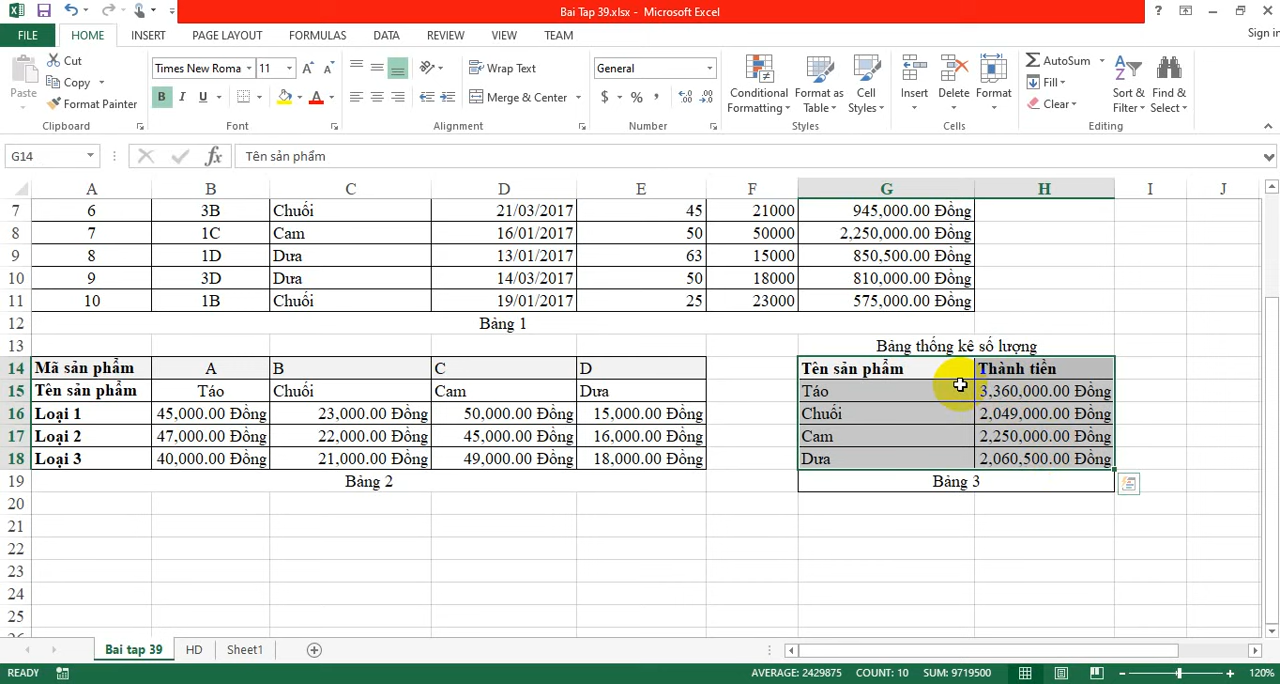 Bai Tap 39.xlsx - Microsoft Excel
?
FILE HOME INSERT PAGE LAYOUT FORMULAS DATA REVIEW VIEW TEAM Sign in
Paste
Cut
Copy
Format Painter
Clipboard
Times New Roma 11 A A
B I U A
Font
Wrap Text
Merge & Center
Alignment
General
$ % ,
Number
Conditional Formatting
Format as Table
Cell Styles
Styles
Insert
Delete
Format
Cells
AutoSum
Fill
Clear
Sort & Filter
Find & Select
Editing
G14 fx Tên sản phẩm
A B C D E F G H I J
7 6 3B Chuối 21/03/2017 45 21000 945,000.00 Đồng
8 7 1C Cam 16/01/2017 50 50000 2,250,000.00 Đồng
9 8 1D Dưa 13/01/2017 63 15000 850,500.00 Đồng
10 9 3D Dưa 14/03/2017 50 18000 810,000.00 Đồng
11 10 1B Chuối 19/01/2017 25 23000 575,000.00 Đồng
12 Bảng 1
13 Bảng thống kê số lượng
14 Mã sản phẩm A B C D Tên sản phẩm Thành tiền
15 Tên sản phẩm Táo Chuối Cam Dưa Táo 3,360,000.00 Đồng
16 Loại 1 45,000.00 Đồng 23,000.00 Đồng 50,000.00 Đồng 15,000.00 Đồng Chuối 2,049,000.00 Đồng
17 Loại 2 47,000.00 Đồng 22,000.00 Đồng 45,000.00 Đồng 16,000.00 Đồng Cam 2,250,000.00 Đồng
18 Loại 3 40,000.00 Đồng 21,000.00 Đồng 49,000.00 Đồng 18,000.00 Đồng Dưa 2,060,500.00 Đồng
19 Bảng 2 Bảng 3
20
21
22
23
24
25
Bai tap 39 HD Sheet1
READY AVERAGE: 2429875 COUNT: 10 SUM: 9719500 120%